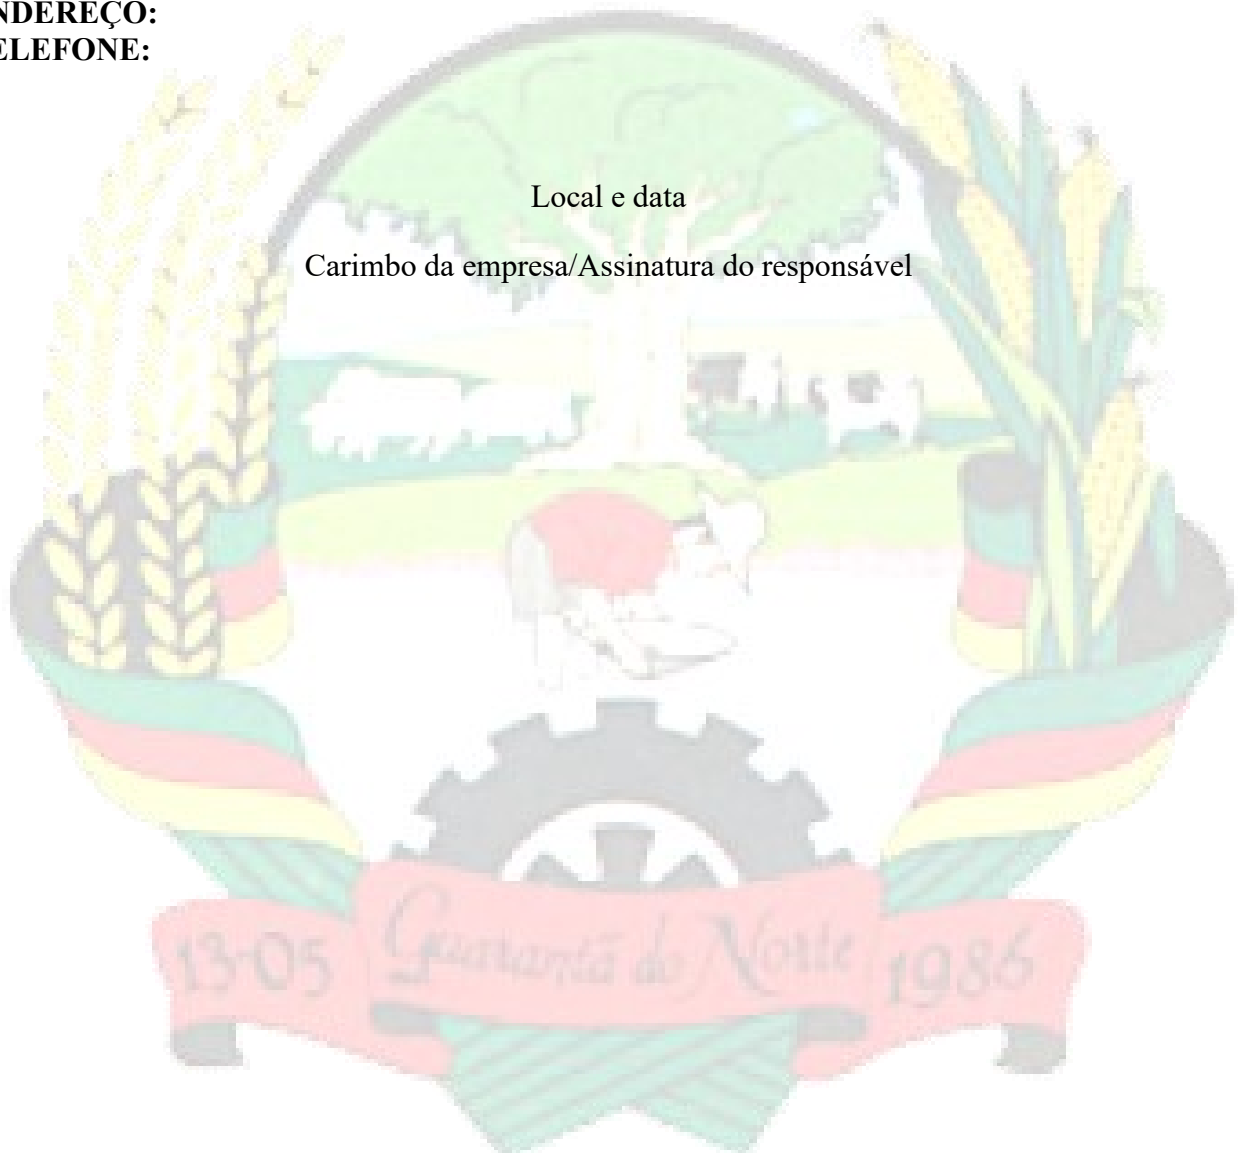 NDEREÇO:
ELEFONE:
Local e data
Carimbo da empresa/Assinatura do responsável
13-05 Guarantã do Norte 1986